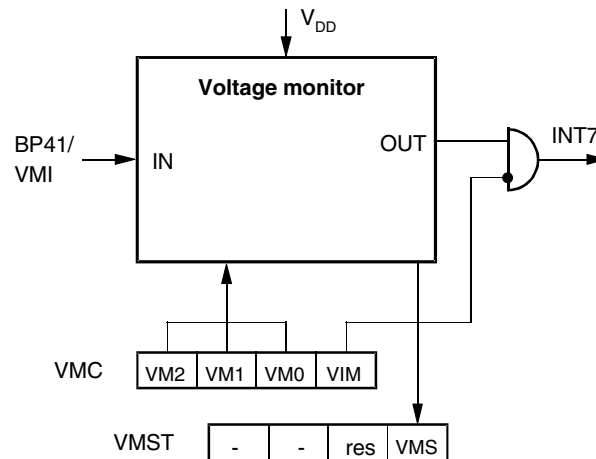 VDD
Voltage monitor
BP41/
VMI
IN
OUT
INT7
VMC
VM2 VM1 VM0 VIM
VMST
- - res VMS